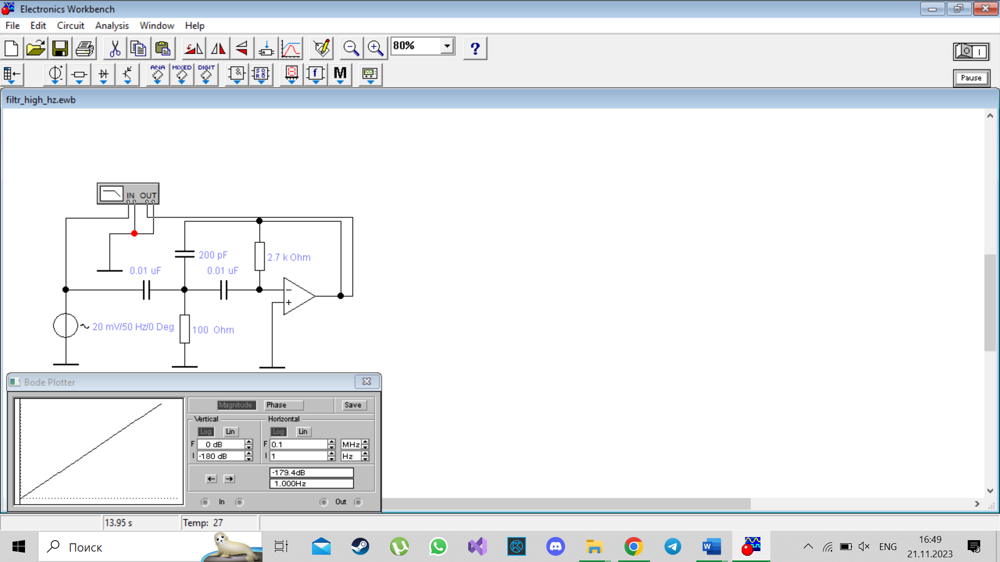 Electronics Workbench
File Edit Circuit Analysis Window Help
80%
?
ANA MIXED DIGIT
f M
Pause
filtr_high_hz.ewb
IN OUT
200 pF
2.7 k Ohm
0.01 uF 0.01 uF
20 mV/50 Hz/0 Deg
100 Ohm
Bode Plotter
Magnitude Phase Save
Vertical Horizontal
Log Lin Log Lin
F 0 dB F 0.1 MHz
I -180 dB I 1 Hz
-179.4dB
1.000Hz
In Out
13.95 s Temp: 27
Поиск
ENG
16:49
21.11.2023